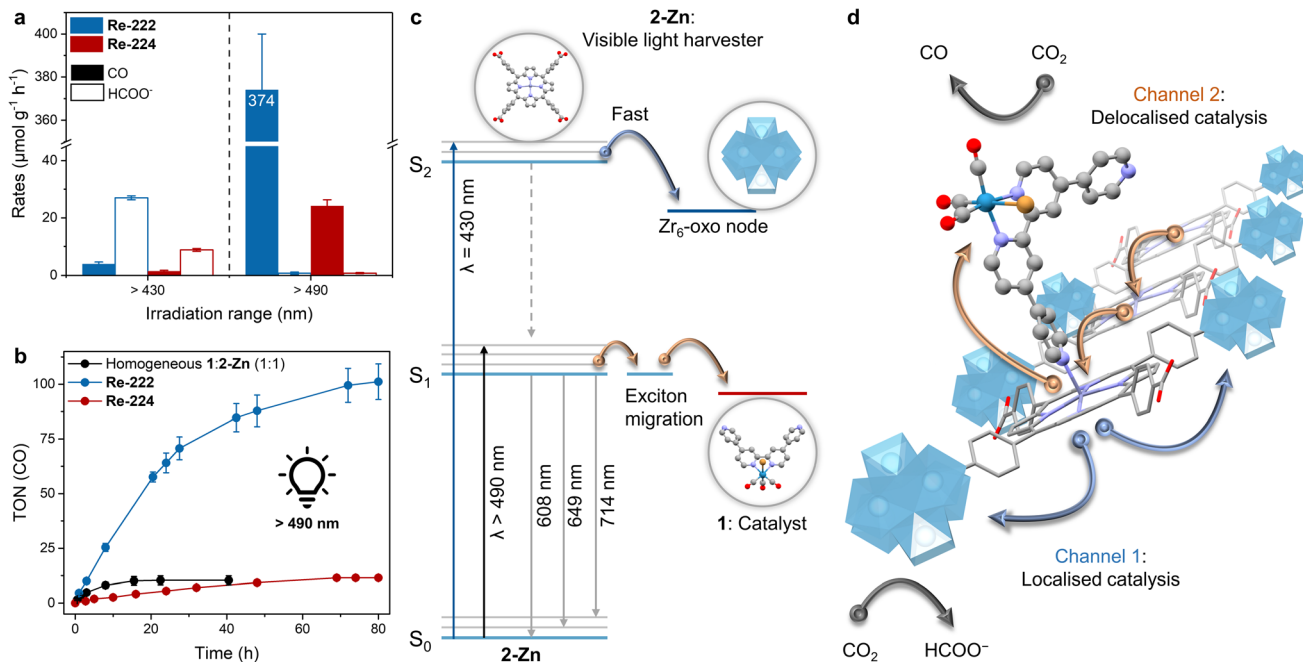 a
Re-222
Re-224
CO
HCOO⁻
Rates (μmol g⁻¹ h⁻¹)
400
380
360
40
20
0
374
> 430
> 490
Irradiation range (nm)
b
Homogeneous 1:2-Zn (1:1)
Re-222
Re-224
TON (CO)
100
75
50
25
0
> 490 nm
0
20
40
60
80
Time (h)
c
2-Zn:
Visible light harvester
Fast
S₂
Zr₆-oxo node
λ = 430 nm
S₁
Exciton
migration
λ > 490 nm
608 nm
649 nm
714 nm
1: Catalyst
S₀
2-Zn
d
CO
CO₂
Channel 2:
Delocalised catalysis
Channel 1:
Localised catalysis
CO₂
HCOO⁻